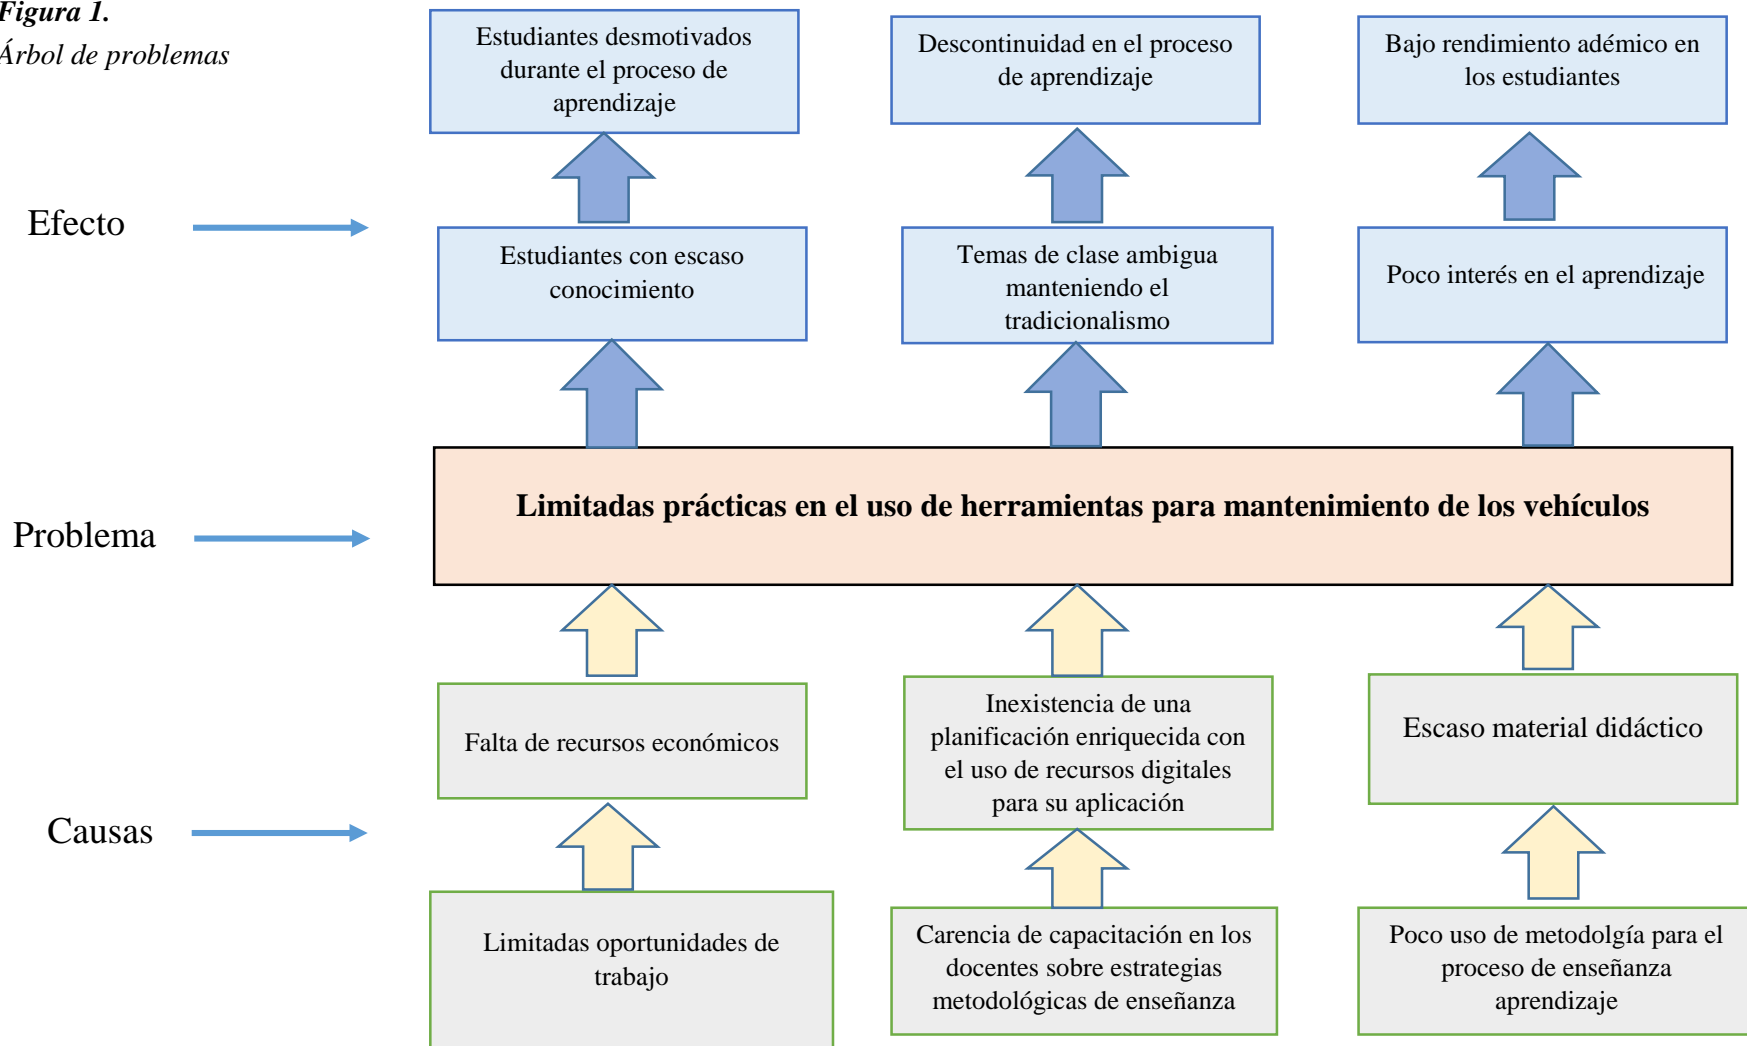 Figura 1.
Árbol de problemas
Estudiantes desmotivados
durante el proceso de
aprendizaje
Descontinuidad en el proceso
de aprendizaje
Bajo rendimiento adémico en
los estudiantes
Efecto
Estudiantes con escaso
conocimiento
Temas de clase ambigua
manteniendo el
tradicionalismo
Poco interés en el aprendizaje
Problema
Limitadas prácticas en el uso de herramientas para mantenimiento de los vehículos
Falta de recursos económicos
Inexistencia de una
planificación enriquecida con
el uso de recursos digitales
para su aplicación
Escaso material didáctico
Causas
Limitadas oportunidades de
trabajo
Carencia de capacitación en los
docentes sobre estrategias
metodológicas de enseñanza
Poco uso de metodolgía para el
proceso de enseñanza
aprendizaje